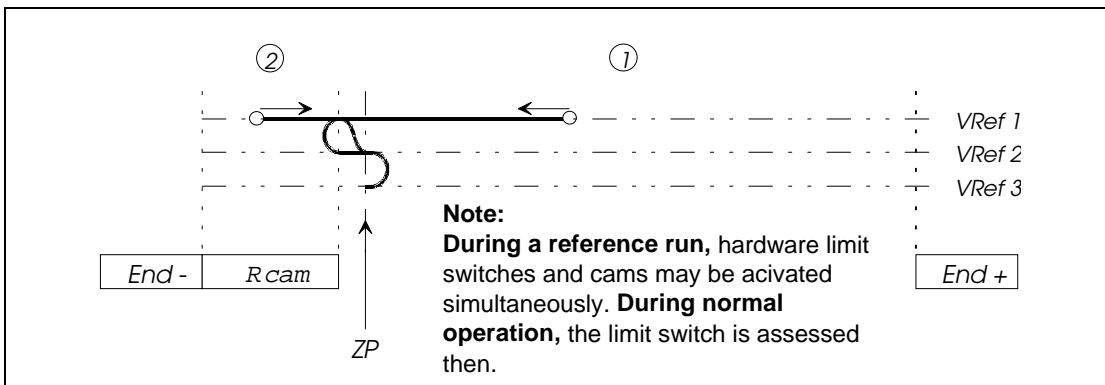 ② ①
VRef 1
VRef 2
VRef 3
End - Rcam End +
ZP
Note:
During a reference run, hardware limit
switches and cams may be acivated
simultaneously. During normal
operation, the limit switch is assessed
then.